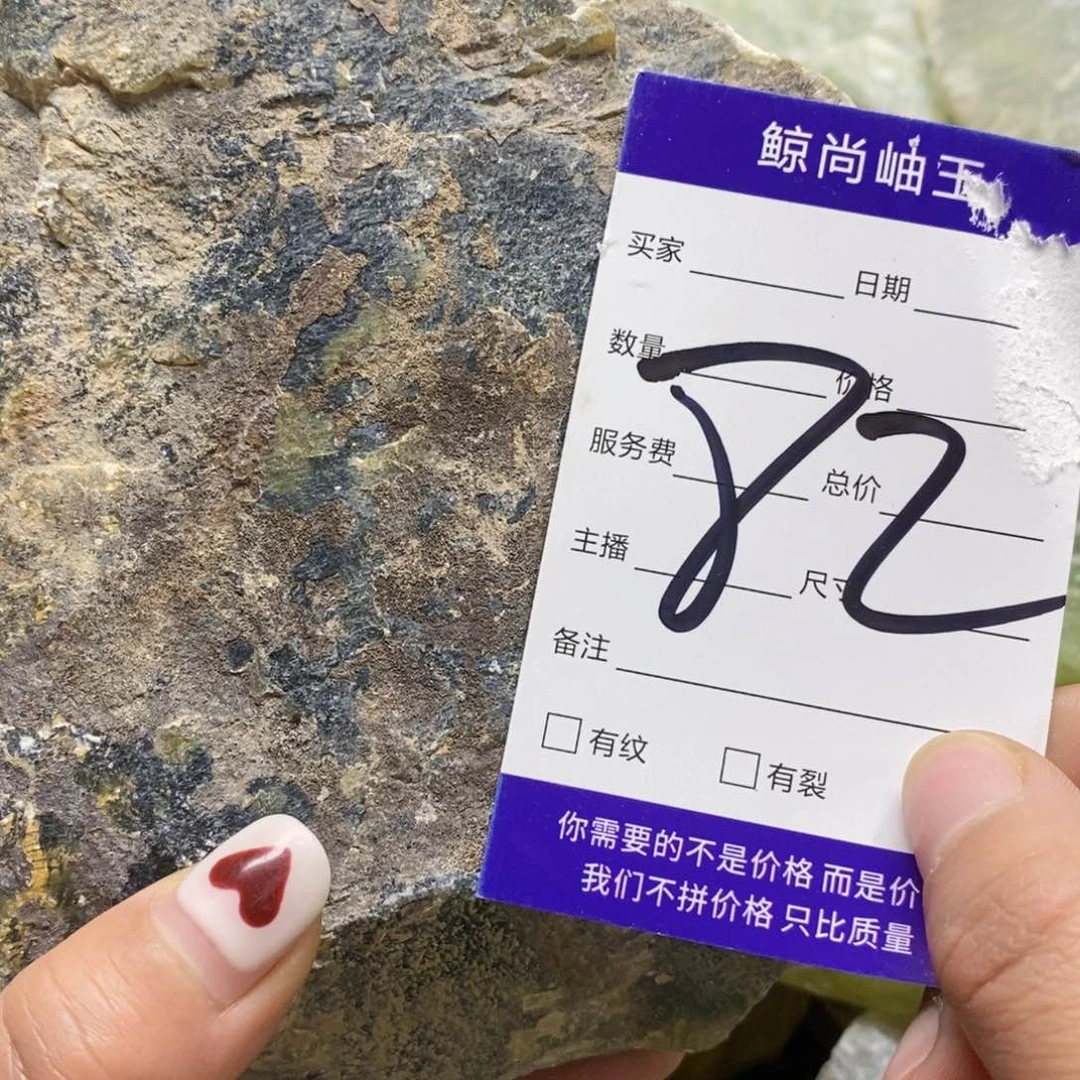 鲸尚岫玉
买家 日期
数量 价格
服务费 总价
主播 尺寸
备注
有纹 有裂
82
你需要的不是价格 而是价
我们不拼价格 只比质量